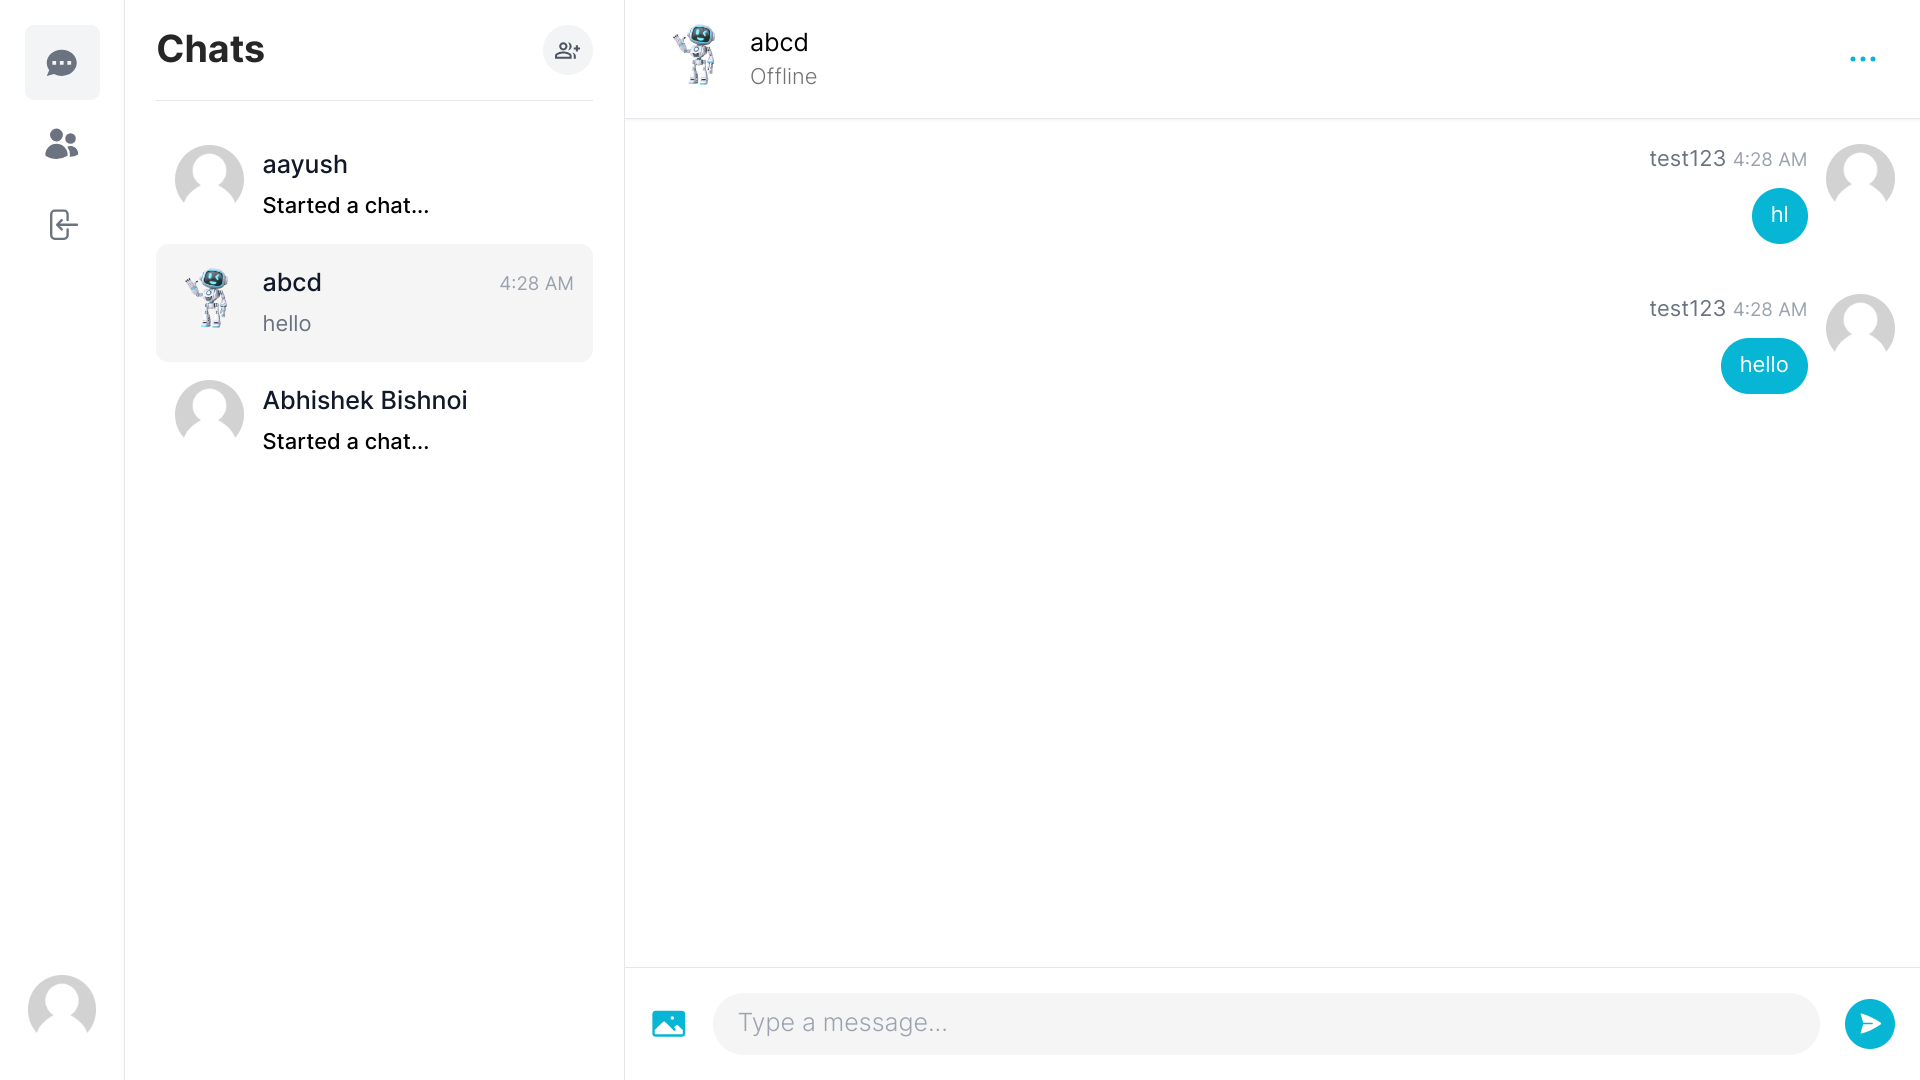 Chats
aayush
Started a chat...
abcd 4:28 AM
hello
Abhishek Bishnoi
Started a chat...
abcd
Offline
test123 4:28 AM
hI
test123 4:28 AM
hello
Type a message...